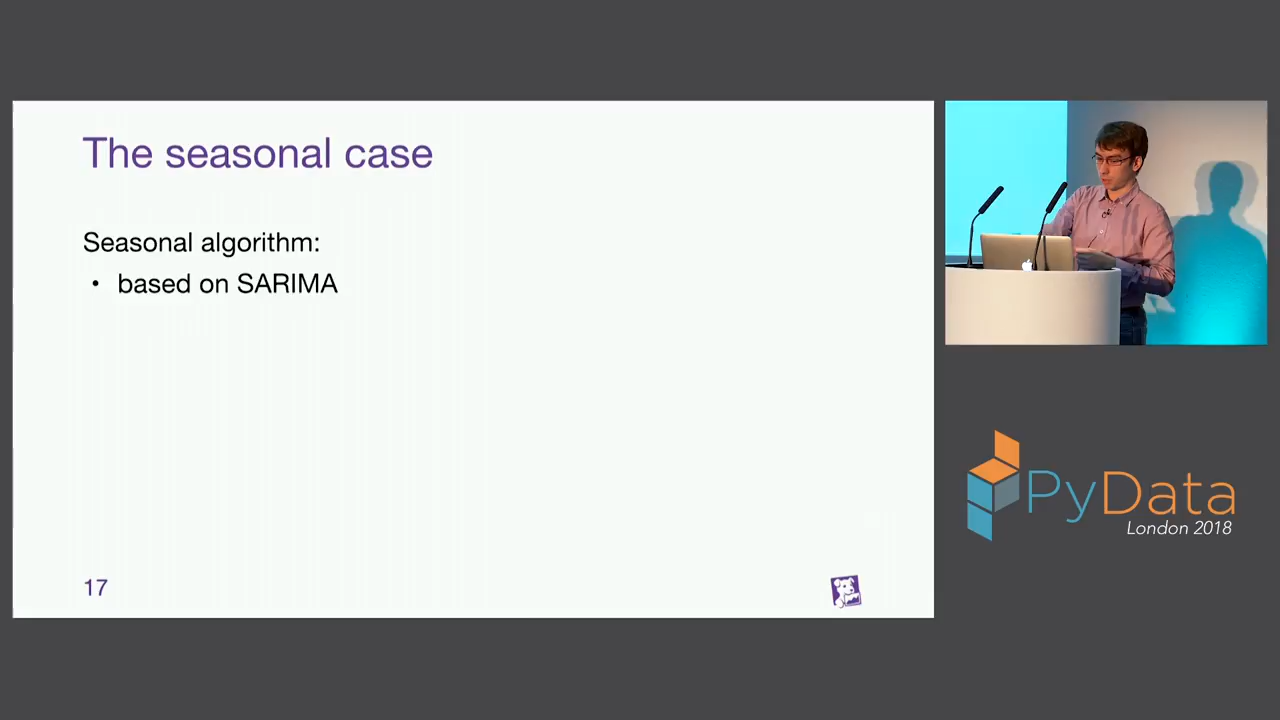 The seasonal case
Seasonal algorithm:
• based on SARIMA
17
PyData
London 2018